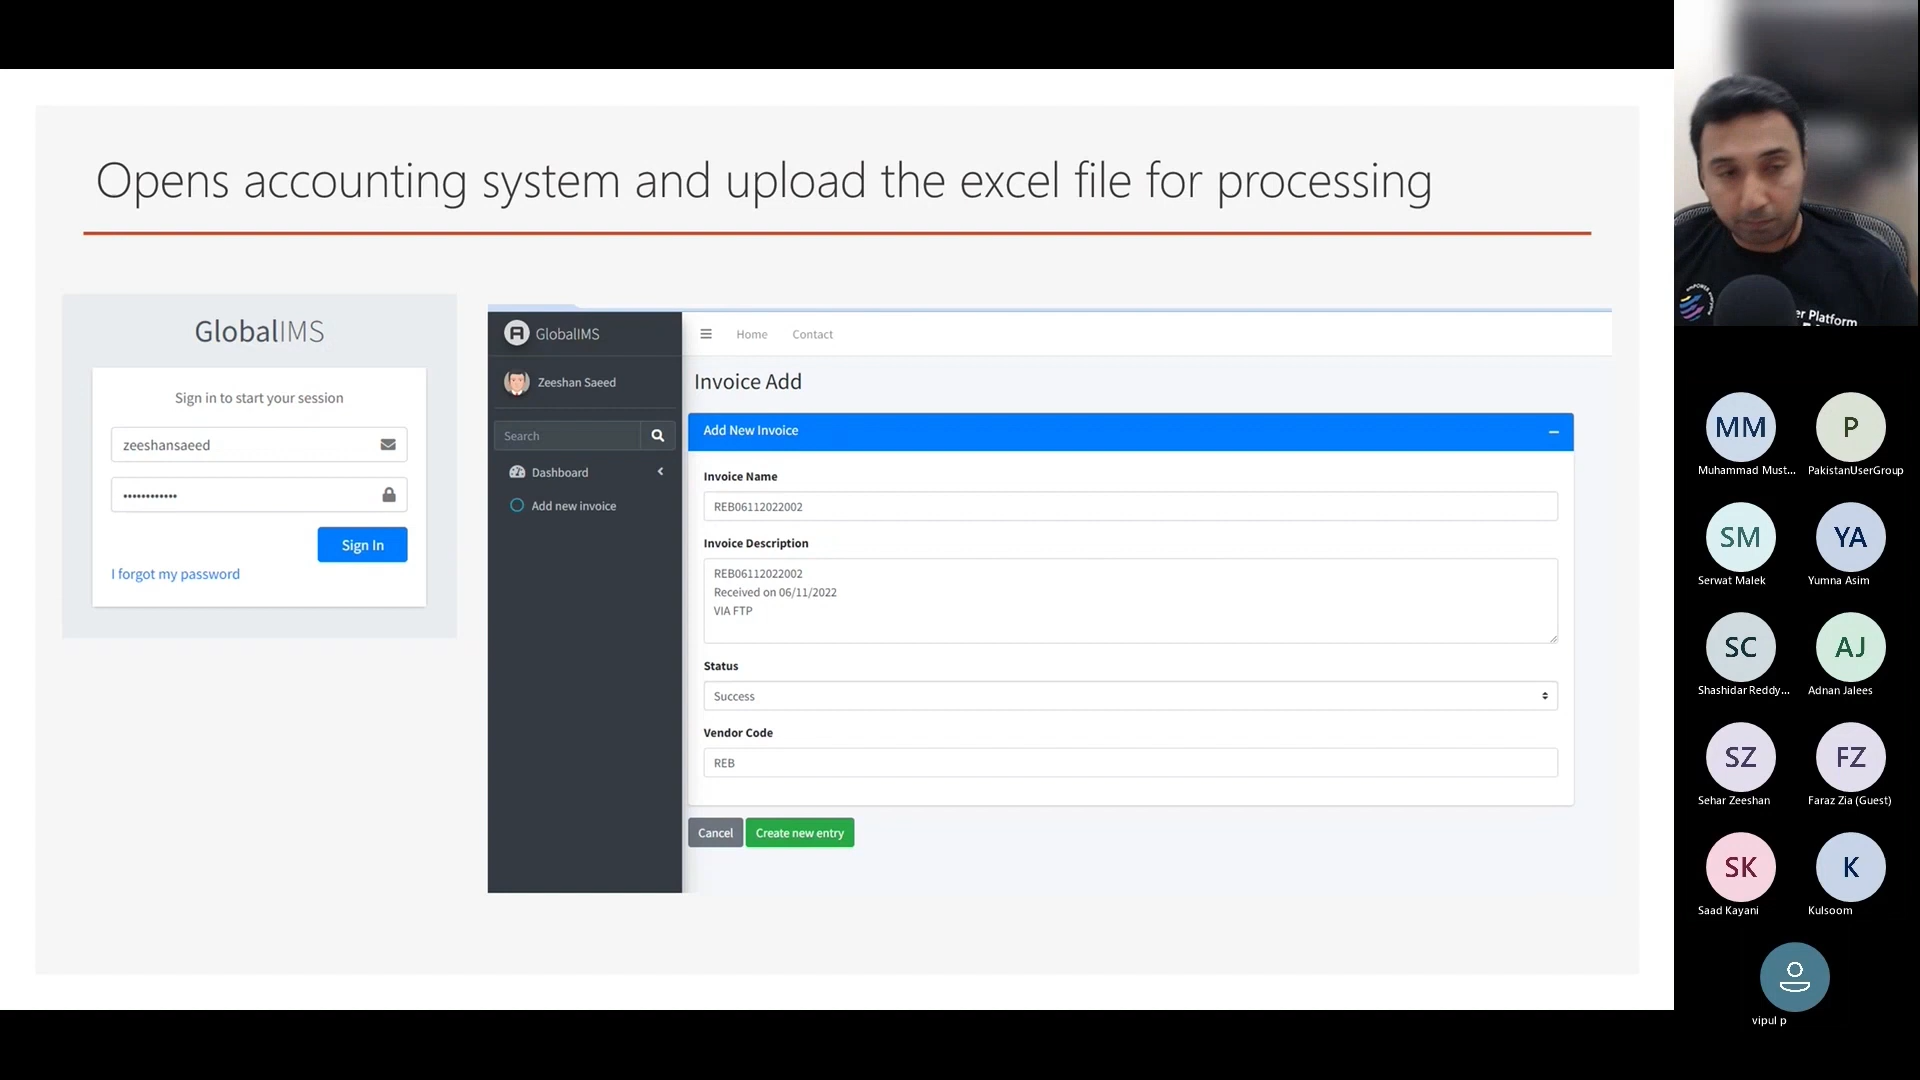 Opens accounting system and upload the excel file for processing
GlobalIMS
Sign in to start your session
zeeshansaeed
••••••••••••
Sign In
I forgot my password
GlobalIMS
Zeeshan Saeed
Search
Dashboard
Add new invoice
Home Contact
Invoice Add
Add New Invoice
Invoice Name
REB06112022002
Invoice Description
REB06112022002
Received on 06/11/2022
VIA FTP
Status
Success
Vendor Code
REB
Cancel Create new entry
er Platform
MM P
Muhammad Must... PakistanUserGroup
SM YA
Serwat Malek Yumna Asim
SC AJ
Shashidar Reddy... Adnan Jalees
SZ FZ
Sehar Zeeshan Faraz Zia (Guest)
SK K
Saad Kayani Kulsoom
vipul p